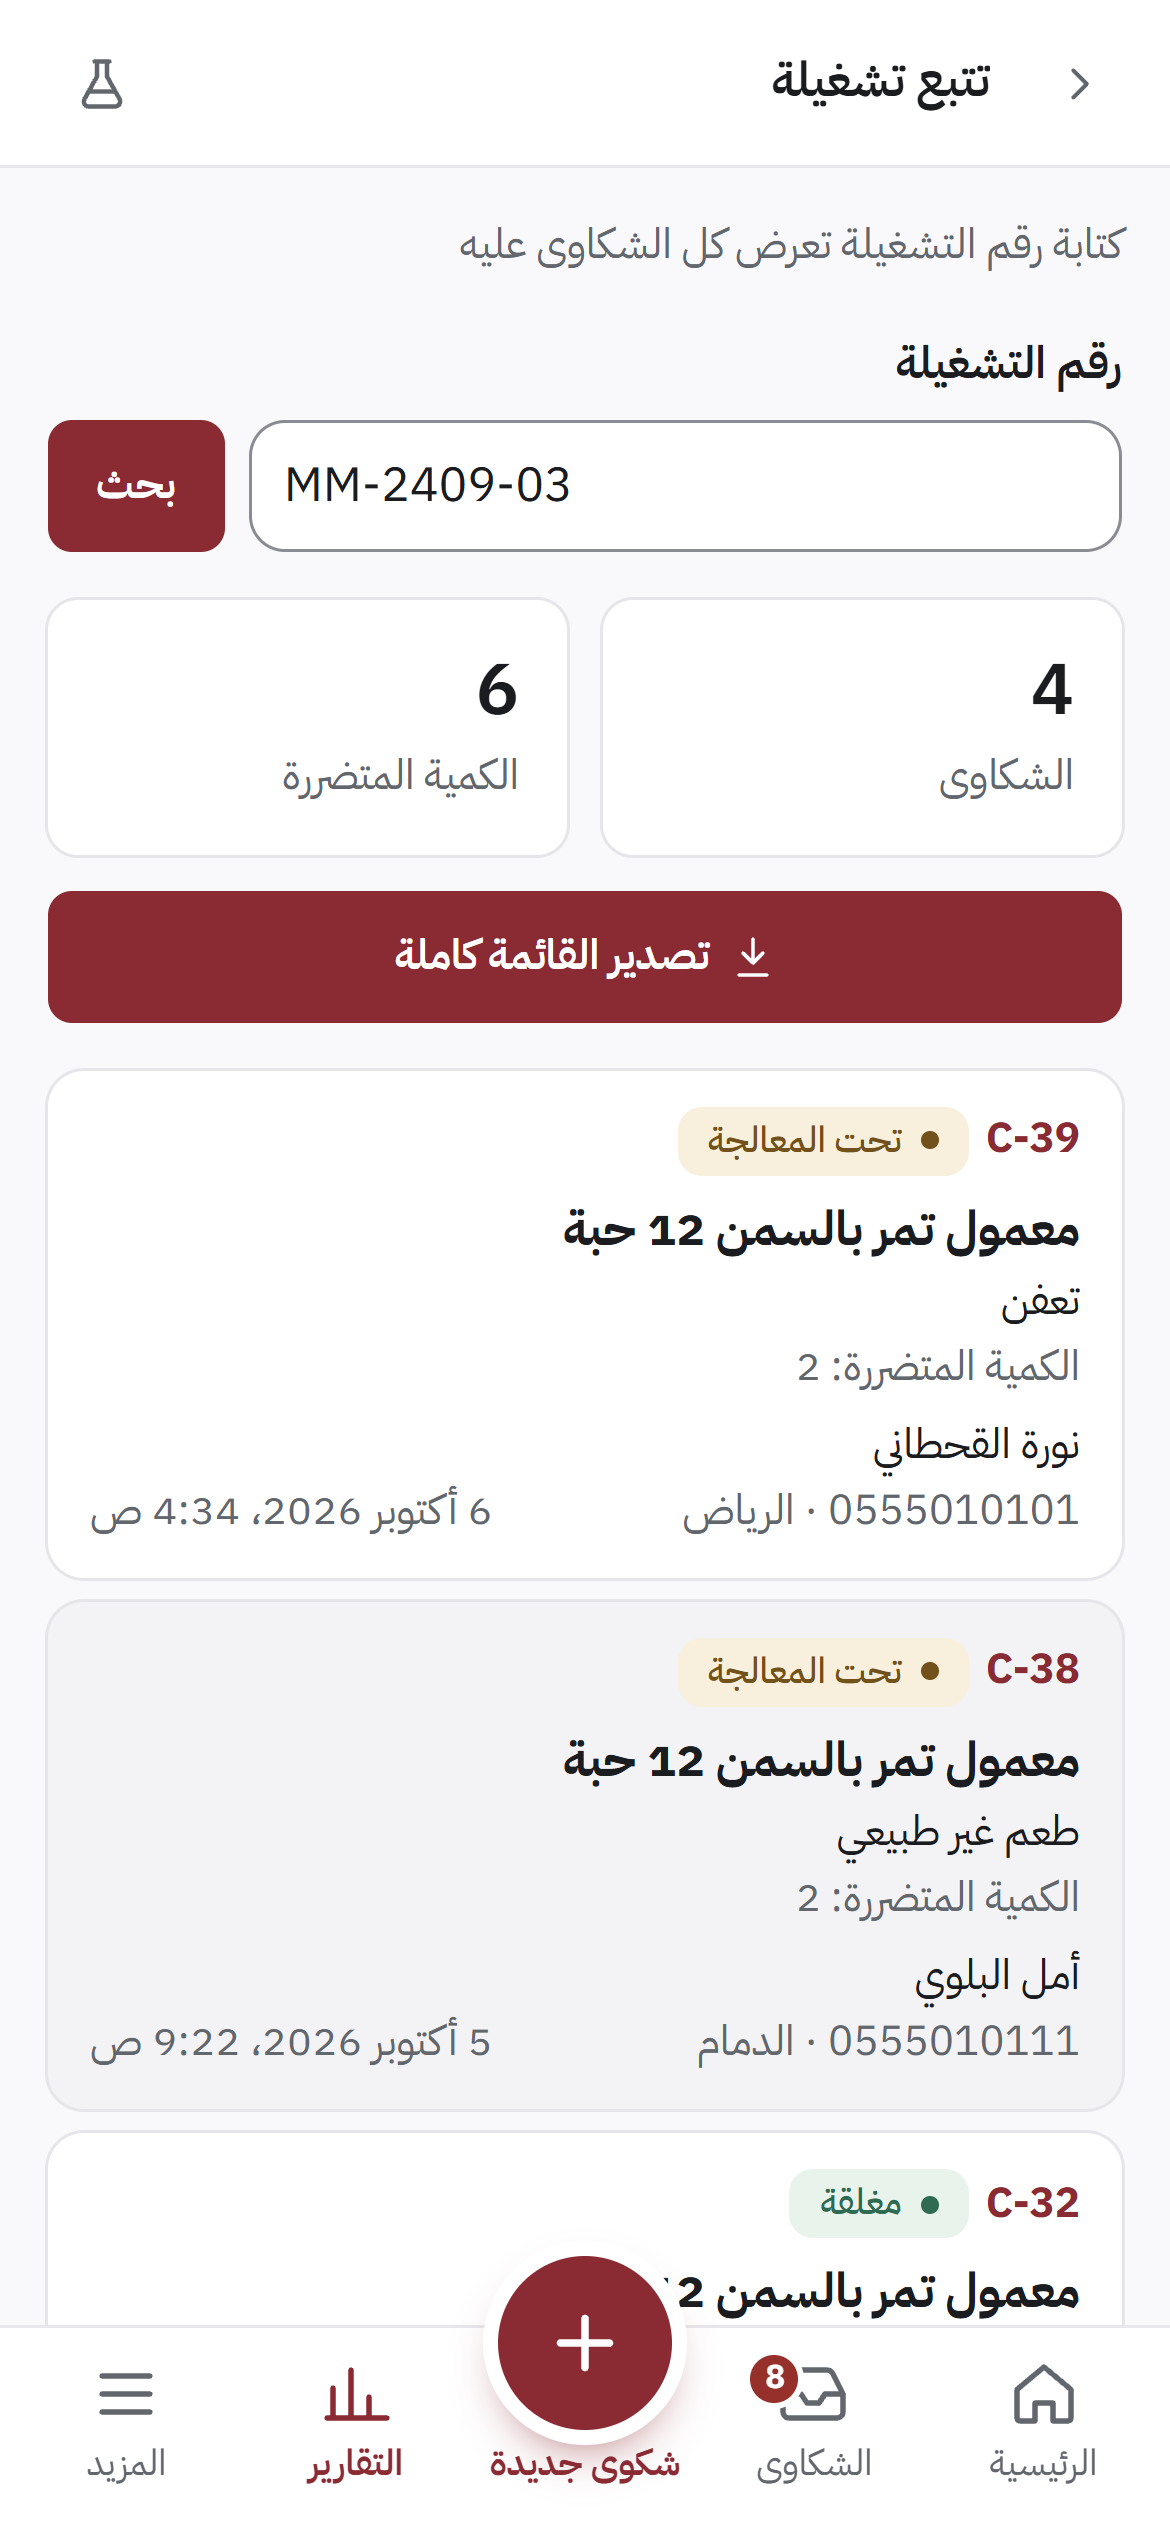 تتبع تشغيلة
كتابة رقم التشغيلة تعرض كل الشكاوى عليه
رقم التشغيلة
MM-2409-03
بحث
4
الشكاوى
6
الكمية المتضررة
تصدير القائمة كاملة
C-39 تحت المعالجة
معمول تمر بالسمن 12 حبة
تعفن
الكمية المتضررة: 2
نورة القحطاني
0555010101 · الرياض
6 أكتوبر 2026، 4:34 ص
C-38 تحت المعالجة
معمول تمر بالسمن 12 حبة
طعم غير طبيعي
الكمية المتضررة: 2
أمل البلوي
0555010111 · الدمام
5 أكتوبر 2026، 9:22 ص
C-32 مغلقة
معمول تمر بالسمن 12
الرئيسية
8
الشكاوى
شكوى جديدة
التقارير
المزيد